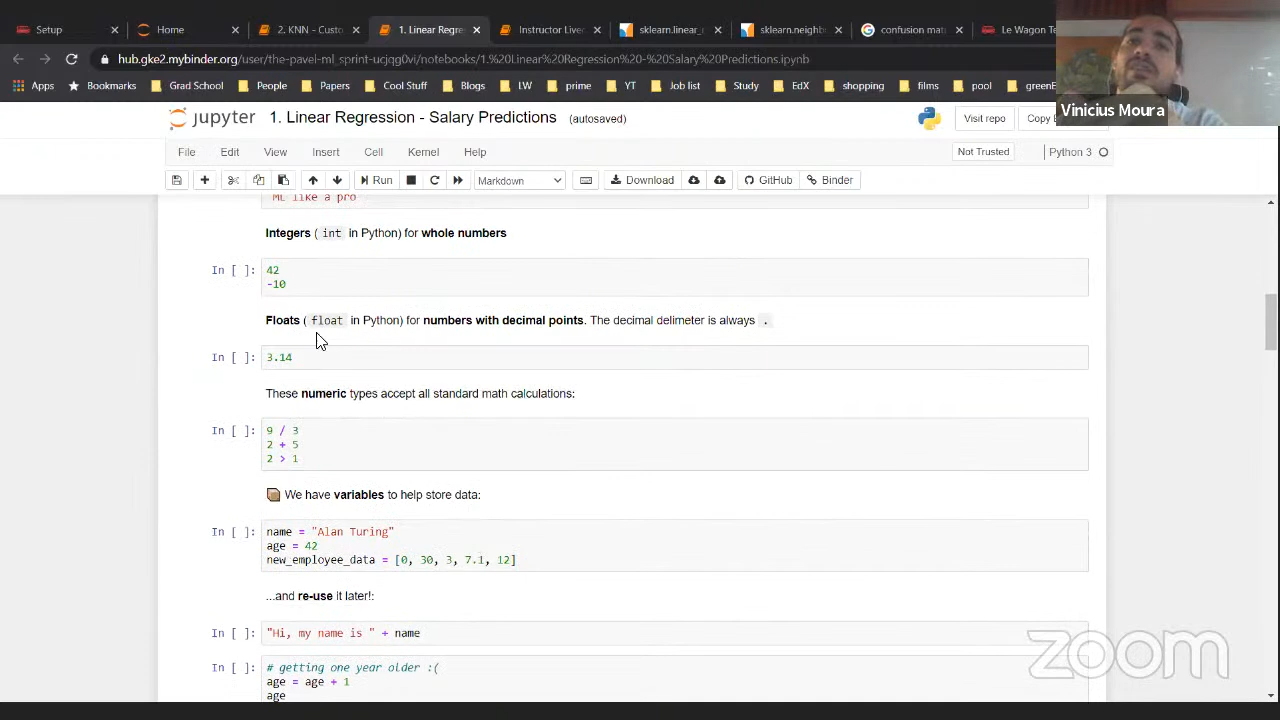 Setup
Home
2. KNN - Custo
1. Linear Regre
Instructor Livec
sklearn.linear_
sklearn.neighb
confusion mat
Le Wagon Te
hub.gke2.mybinder.org/user/the-pavel-ml_sprint-ucjqg0vi/notebooks/1.%20Linear%20Regression%20-%20Salary%20Predictions.ipynb
Apps
Bookmarks
Grad School
People
Papers
Cool Stuff
Blogs
LW
prime
YT
Job list
Study
EdX
shopping
films
pool
greenE
Vinicius Moura
jupyter 1. Linear Regression - Salary Predictions (autosaved)
Visit repo
Copy B
File Edit View Insert Cell Kernel Help
Not Trusted
Python 3
Run
Markdown
Download
GitHub
Binder
ML like a pro
Integers ( int in Python) for whole numbers
In [ ]: 42
-10
Floats ( float in Python) for numbers with decimal points. The decimal delimeter is always .
In [ ]: 3.14
These numeric types accept all standard math calculations:
In [ ]: 9 / 3
2 + 5
2 > 1
We have variables to help store data:
In [ ]: name = "Alan Turing"
age = 42
new_employee_data = [0, 30, 3, 7.1, 12]
...and re-use it later!:
In [ ]: "Hi, my name is " + name
In [ ]: # getting one year older :(
age = age + 1
age
zoom